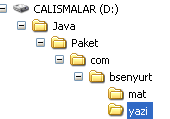 CALISMALAR (D:)
Java
Paket
com
bsenyurt
mat
yazi